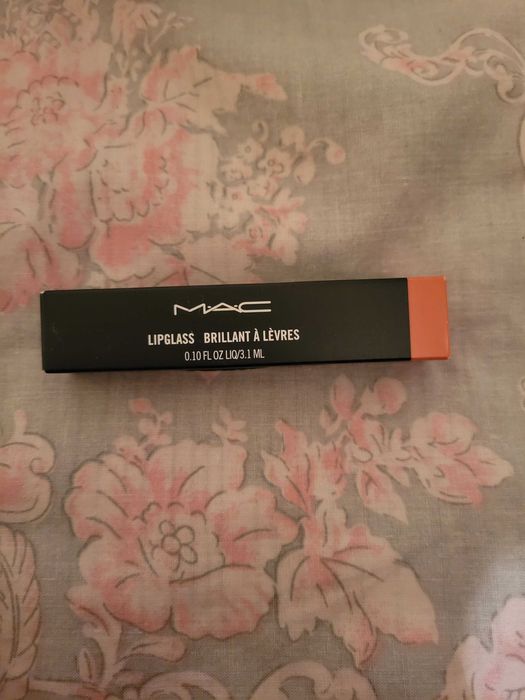 M·A·C
LIPGLASS BRILLANT À LÈVRES
0.10 FL OZ LIQ/3.1 ML